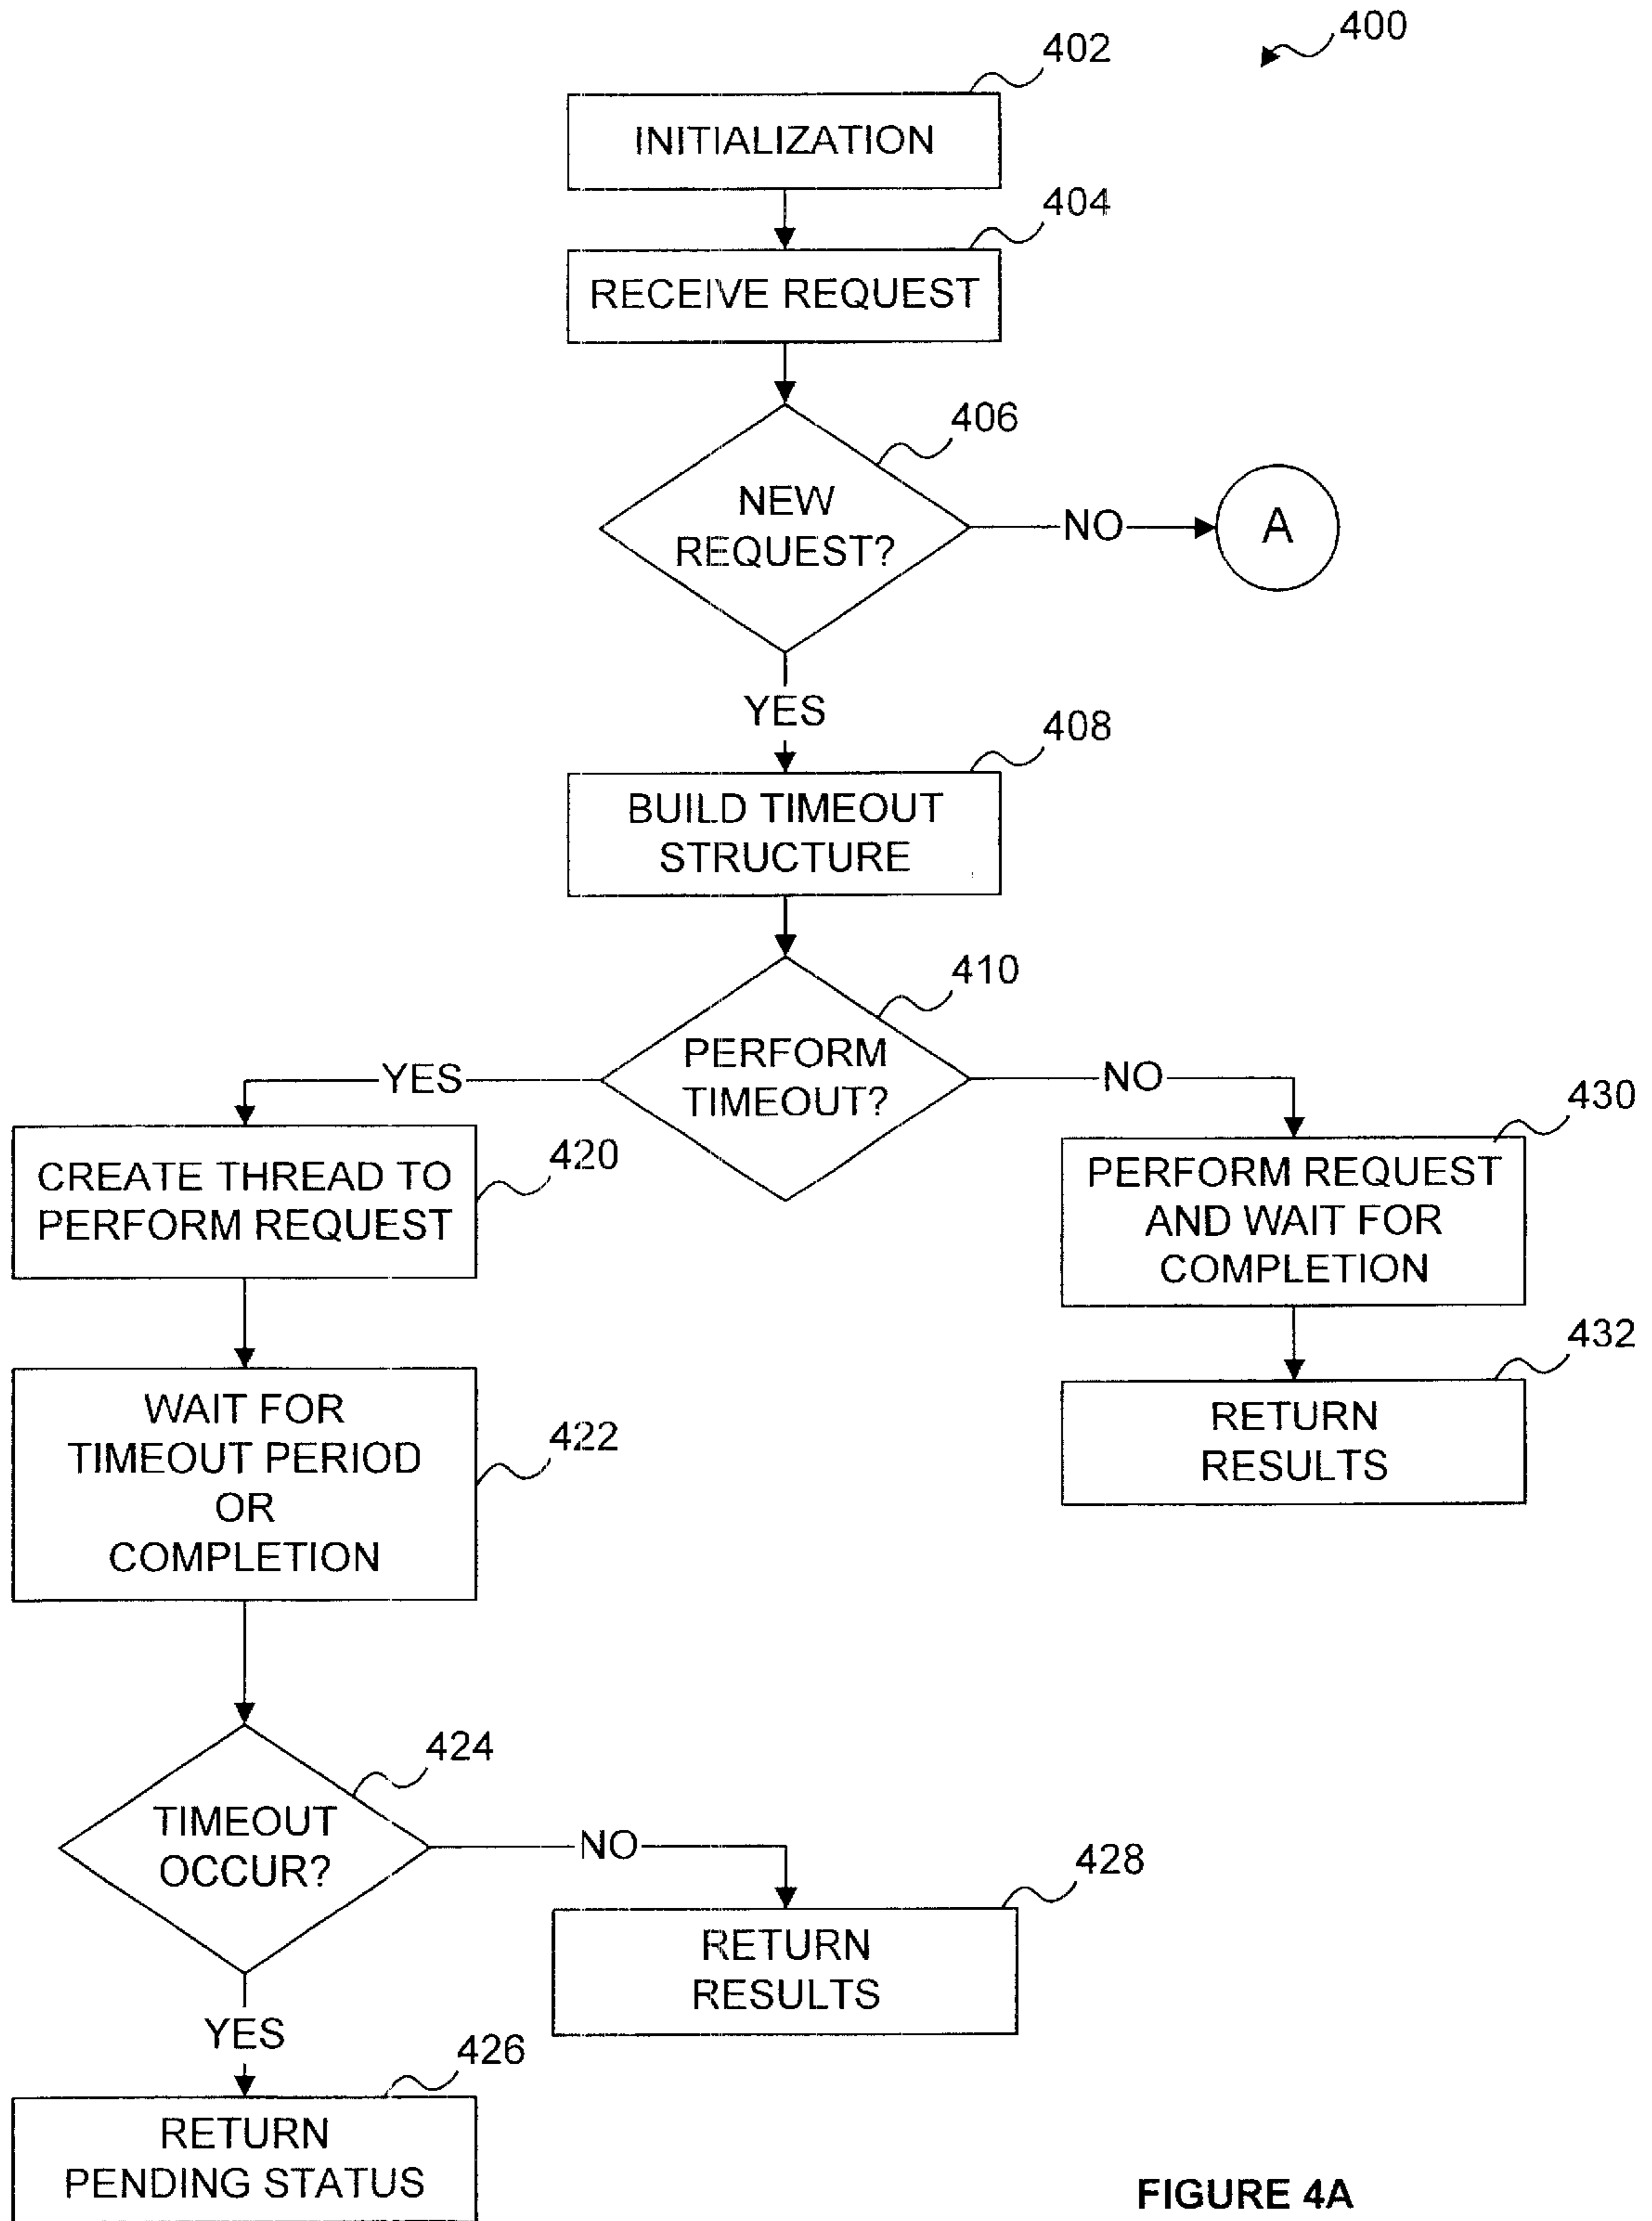 400
402
INITIALIZATION
404
RECEIVE REQUEST
406
NEW
REQUEST?
NO
A
YES
408
BUILD TIMEOUT
STRUCTURE
410
PERFORM
TIMEOUT?
YES
NO
420
CREATE THREAD TO
PERFORM REQUEST
430
PERFORM REQUEST
AND WAIT FOR
COMPLETION
422
WAIT FOR
TIMEOUT PERIOD
OR
COMPLETION
432
RETURN
RESULTS
424
TIMEOUT
OCCUR?
NO
428
RETURN
RESULTS
YES
426
RETURN
PENDING STATUS
FIGURE 4A